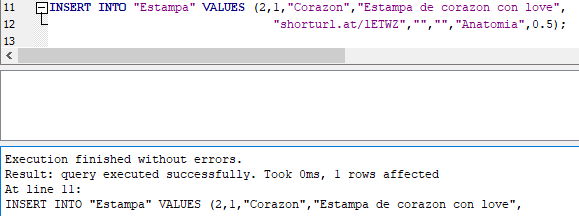 11 INSERT INTO "Estampa" VALUES (2,1,"Corazon","Estampa de corazon con love",
12 "shorturl.at/lETWZ","","","Anatomia",0.5);
13
Execution finished without errors.
Result: query executed successfully. Took 0ms, 1 rows affected
At line 11:
INSERT INTO "Estampa" VALUES (2,1,"Corazon","Estampa de corazon con love",